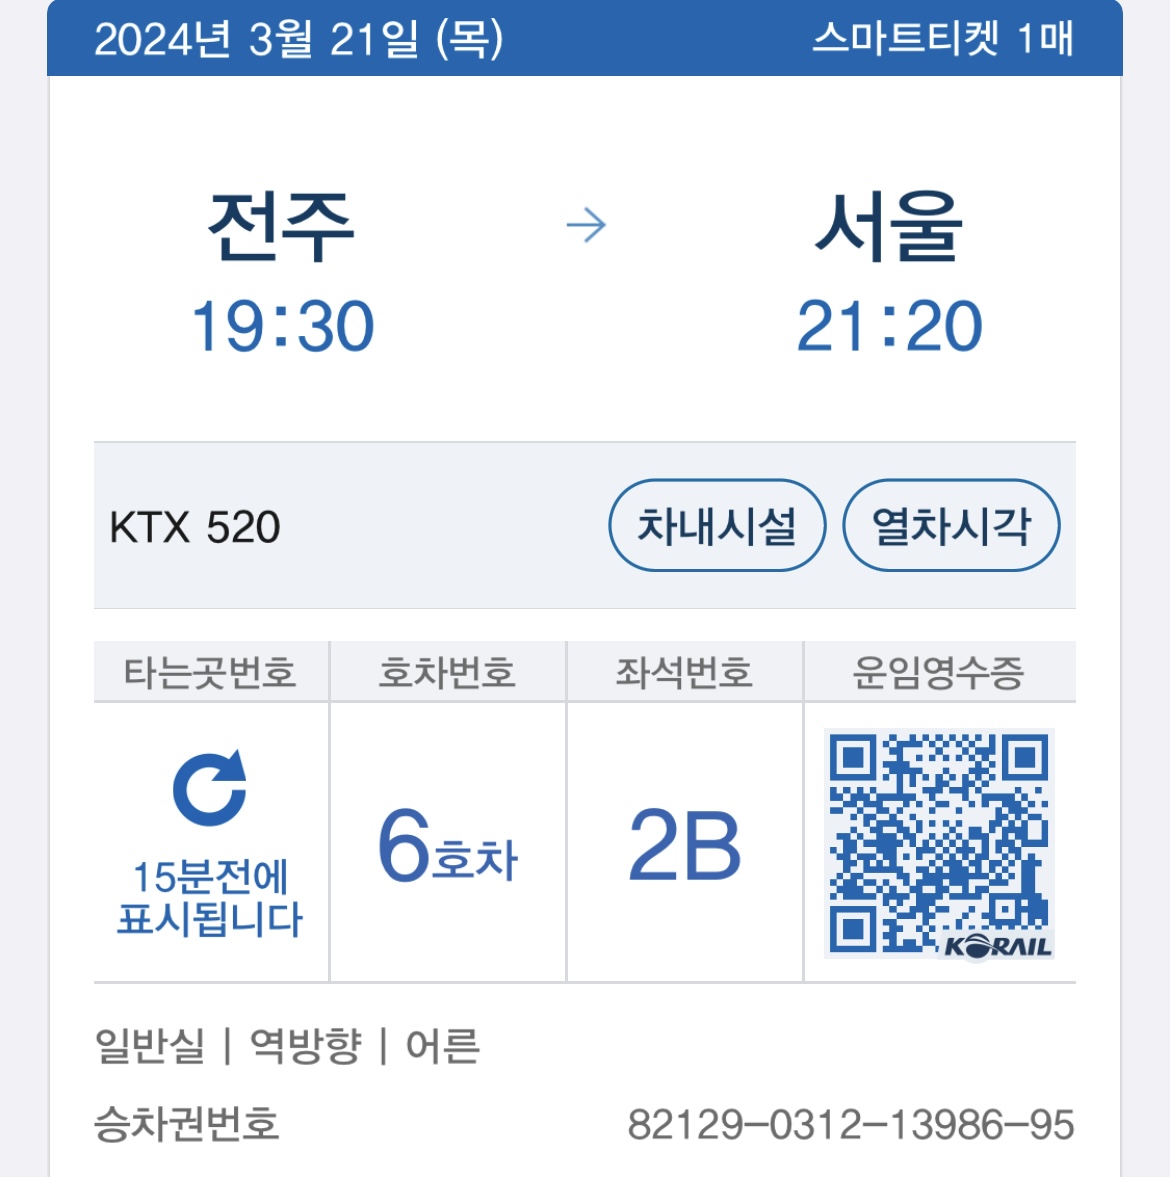 2024년 3월 21일 (목) 스마트티켓 1매
전주 → 서울
19:30 21:20
KTX 520 차내시설 열차시각
타는곳번호 호차번호 좌석번호 운임영수증
15분전에
표시됩니다
6호차
2B
KORAIL
일반실 | 역방향 | 어른
승차권번호 82129-0312-13986-95